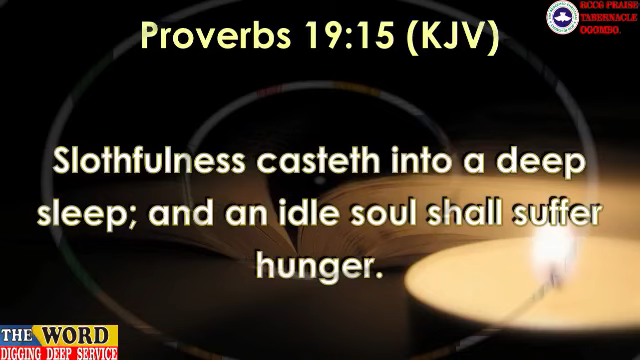 Proverbs 19:15 (KJV)
RCCG PRAISE
TABERNACLE
OGOMBO.
Slothfulness casteth into a deep
sleep; and an idle soul shall suffer
hunger.
THE WORD
DIGGING DEEP SERVICE